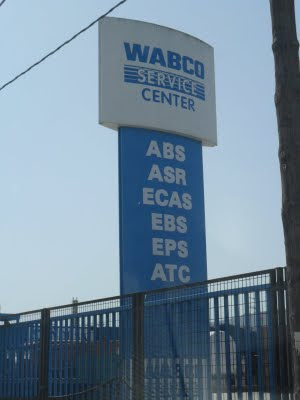 WABCO
SERVICE
CENTER
ABS
ASR
ECAS
EBS
EPS
ATC